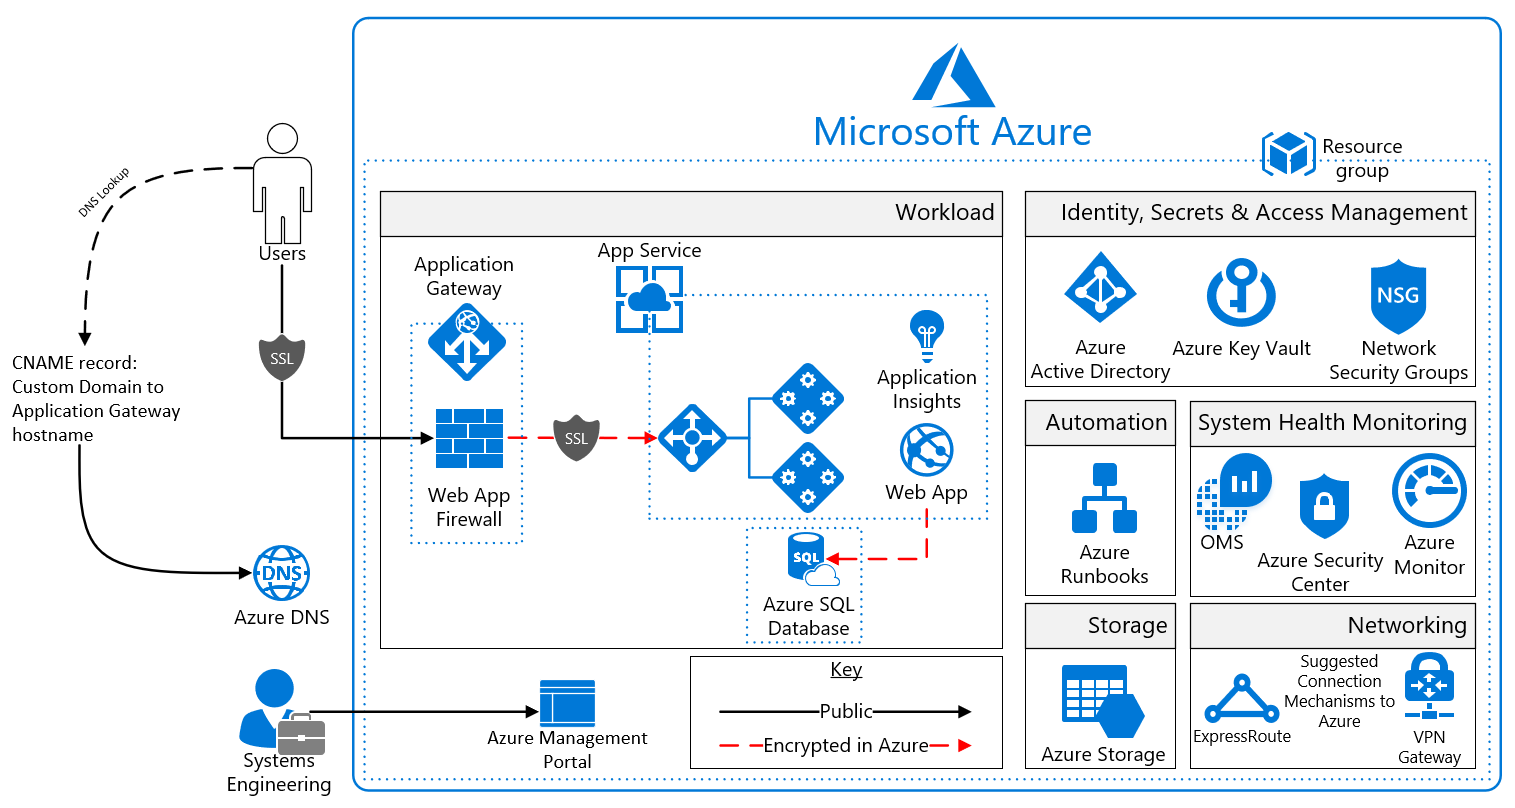 Microsoft Azure
Resource
group
DNS Lookup
Users
SSL
CNAME record:
Custom Domain to
Application Gateway
hostname
DNS
Azure DNS
Systems
Engineering
Workload
Application
Gateway
Web App
Firewall
SSL
App Service
Application
Insights
Web App
SQL
Azure SQL
Database
Azure Management
Portal
Key
Public
Encrypted in Azure
Identity, Secrets & Access Management
Azure
Active Directory
Azure Key Vault
NSG
Network
Security Groups
Automation
Azure
Runbooks
System Health Monitoring
OMS
Azure Security
Center
Azure
Monitor
Storage
Azure Storage
Networking
ExpressRoute
Suggested
Connection
Mechanisms to
Azure
VPN
Gateway